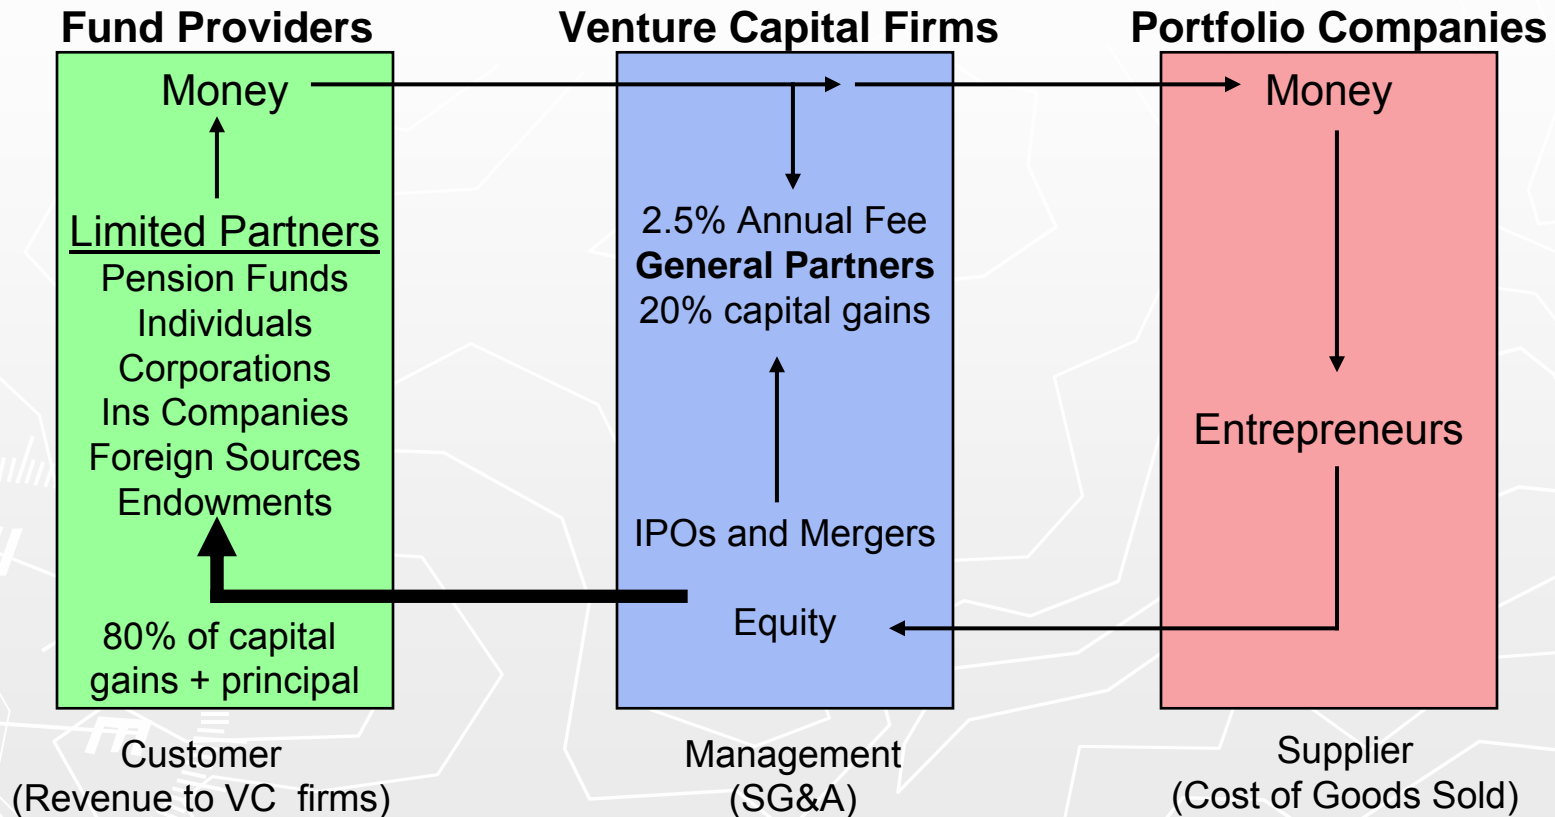 Fund Providers
Money
Limited Partners
Pension Funds
Individuals
Corporations
Ins Companies
Foreign Sources
Endowments
80% of capital
gains + principal
Customer
(Revenue to VC  firms)
Venture Capital Firms
2.5% Annual Fee
General Partners
20% capital gains
IPOs and Mergers
Equity
Management
(SG&A)
Portfolio Companies
Money
Entrepreneurs
Supplier
(Cost of Goods Sold)